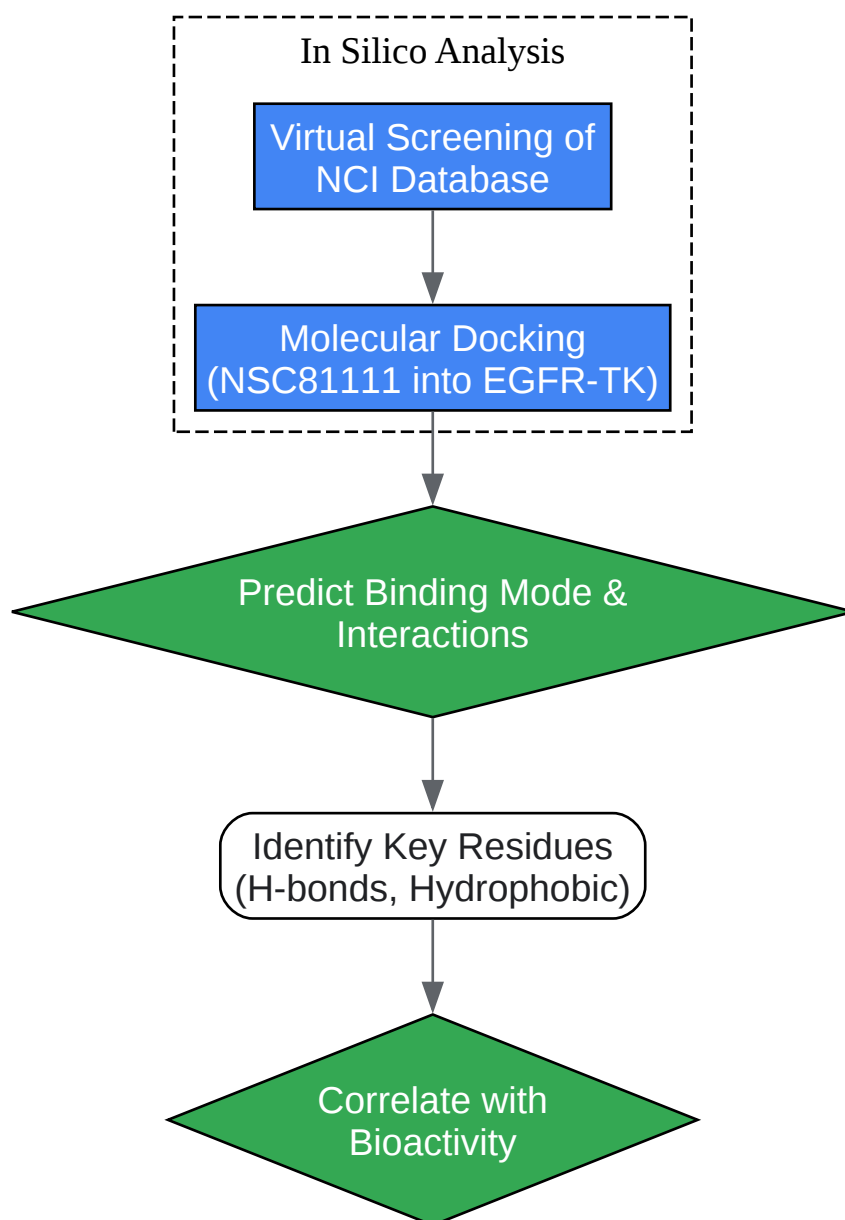 In Silico Analysis
Virtual Screening of
NCI Database
Molecular Docking
(NSC81111 into EGFR-TK)
Predict Binding Mode &
Interactions
Identify Key Residues
(H-bonds, Hydrophobic)
Correlate with
Bioactivity